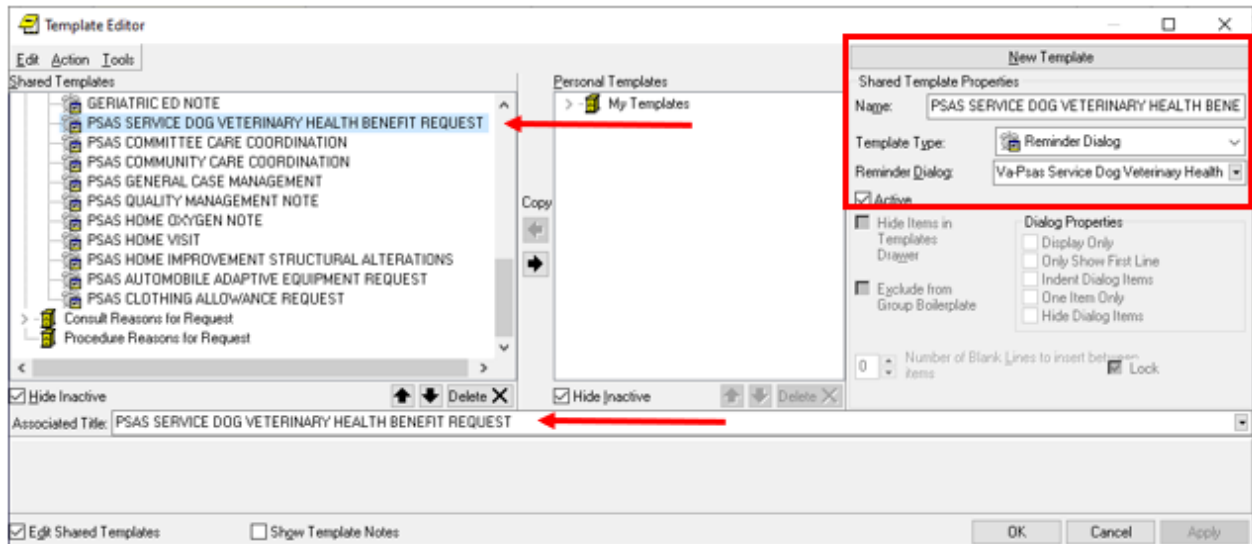 Template Editor
Edit Action Tools
Shared Templates
GERIATRIC ED NOTE
PSAS SERVICE DOG VETERINARY HEALTH BENEFIT REQUEST
PSAS COMMITTEE CARE COORDINATION
PSAS COMMUNITY CARE COORDINATION
PSAS GENERAL CASE MANAGEMENT
PSAS QUALITY MANAGEMENT NOTE
PSAS HOME OXYGEN NOTE
PSAS HOME VISIT
PSAS HOME IMPROVEMENT STRUCTURAL ALTERATIONS
PSAS AUTOMOBILE ADAPTIVE EQUIPMENT REQUEST
PSAS CLOTHING ALLOWANCE REQUEST
Consult Reasons for Request
Procedure Reasons for Request
Hide Inactive
Delete
Copy
Personal Templates
My Templates
Hide Inactive
Delete
New Template
Shared Template Properties
Name: PSAS SERVICE DOG VETERINARY HEALTH BENE
Template Type: Reminder Dialog
Reminder Dialog: Va-Psas Service Dog Veterinary Health
Active
Hide Items in
Templates
Drawer
Exclude from
Group Boilerplate
Dialog Properties
Display Only
Only Show First Line
Indent Dialog Items
One Item Only
Hide Dialog Items
0 Number of Blank Lines to insert between
items
Lock
Associated Title: PSAS SERVICE DOG VETERINARY HEALTH BENEFIT REQUEST
Edit Shared Templates
Show Template Notes
OK Cancel Apply